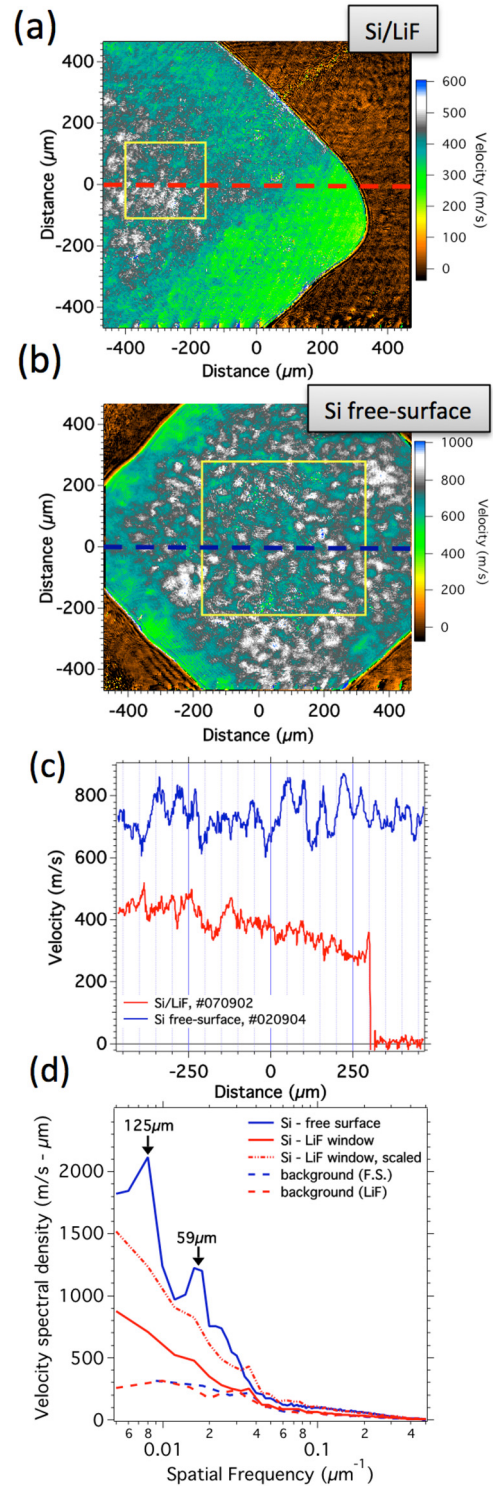 (a)
Si/LiF
Distance (µm)
400
200
0
-200
-400
-400 -200 0 200 400
Distance (µm)
600
500
400
300
200
100
0
Velocity (m/s)
(b)
Si free-surface
Distance (µm)
400
200
0
-200
-400
-400 -200 0 200 400
Distance (µm)
1000
800
600
400
200
0
Velocity (m/s)
(c)
Velocity (m/s)
800
600
400
200
0
Si/LiF, #070902
Si free-surface, #020904
-250 0 250
Distance (µm)
(d)
Velocity spectral density (m/s - µm)
2000
1500
1000
500
0
125µm
59µm
Si - free surface
Si - LiF window
Si - LiF window, scaled
background (F.S.)
background (LiF)
6 8 0.01 2 4 6 8 0.1 2 4
Spatial Frequency (µm⁻¹)